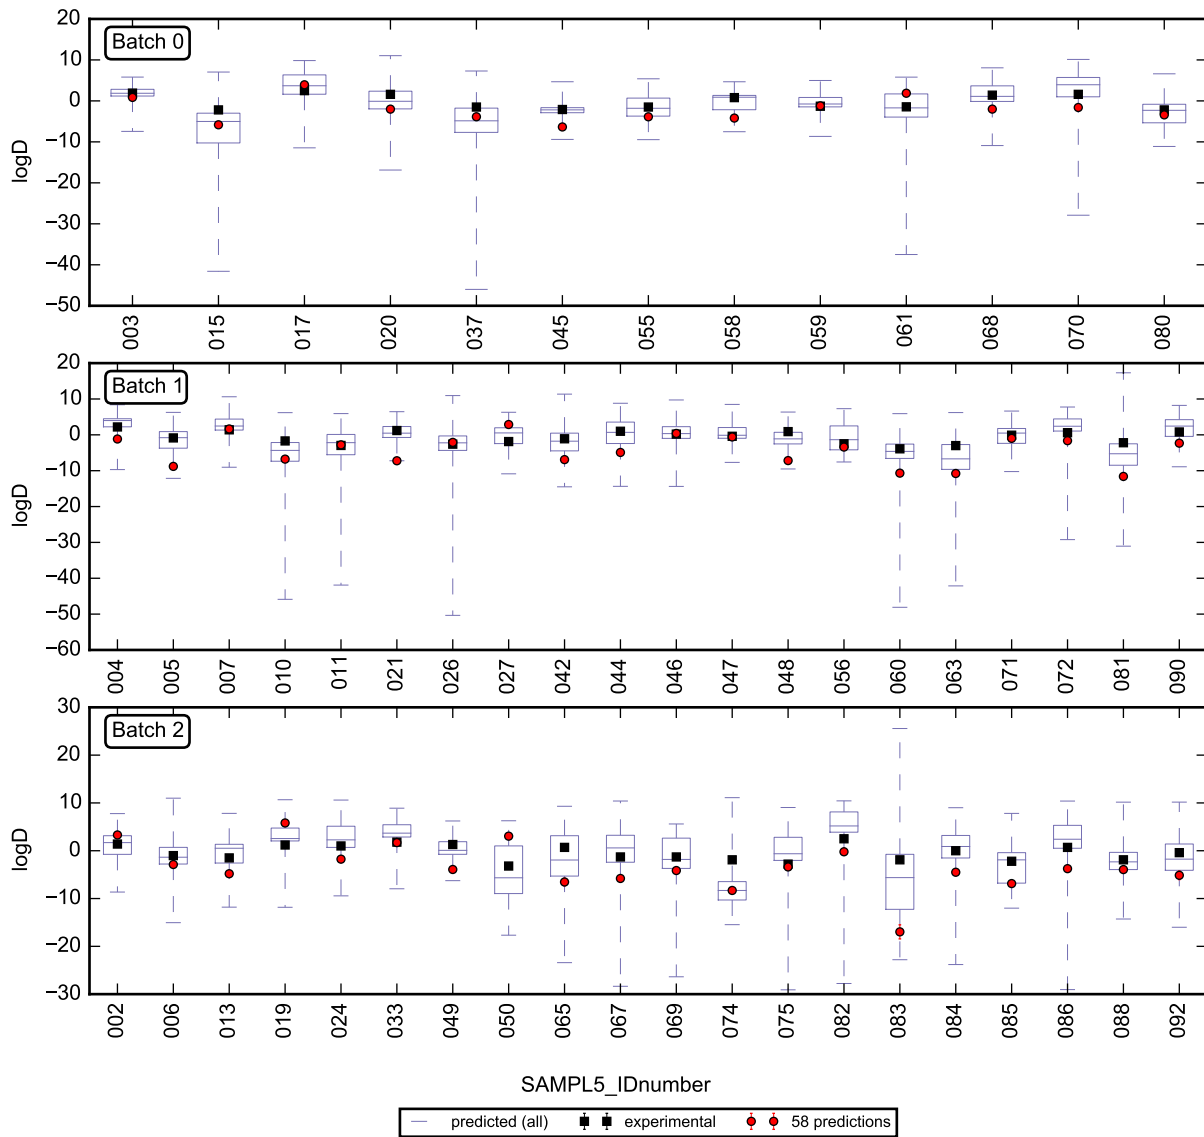 20
Batch 0
10
0
−10
−20
−30
−40
−50
logD
003 015 017 020 037 045 055 058 059 061 068 070 080
20
Batch 1
10
0
−10
−20
−30
−40
−50
−60
logD
004 005 007 010 011 021 026 027 042 044 046 047 048 056 060 063 071 072 081 090
30
Batch 2
20
10
0
−10
−20
−30
logD
002 006 013 019 024 033 049 050 065 067 069 074 075 082 083 084 085 086 088 092
SAMPL5_IDnumber
predicted (all) experimental 58 predictions